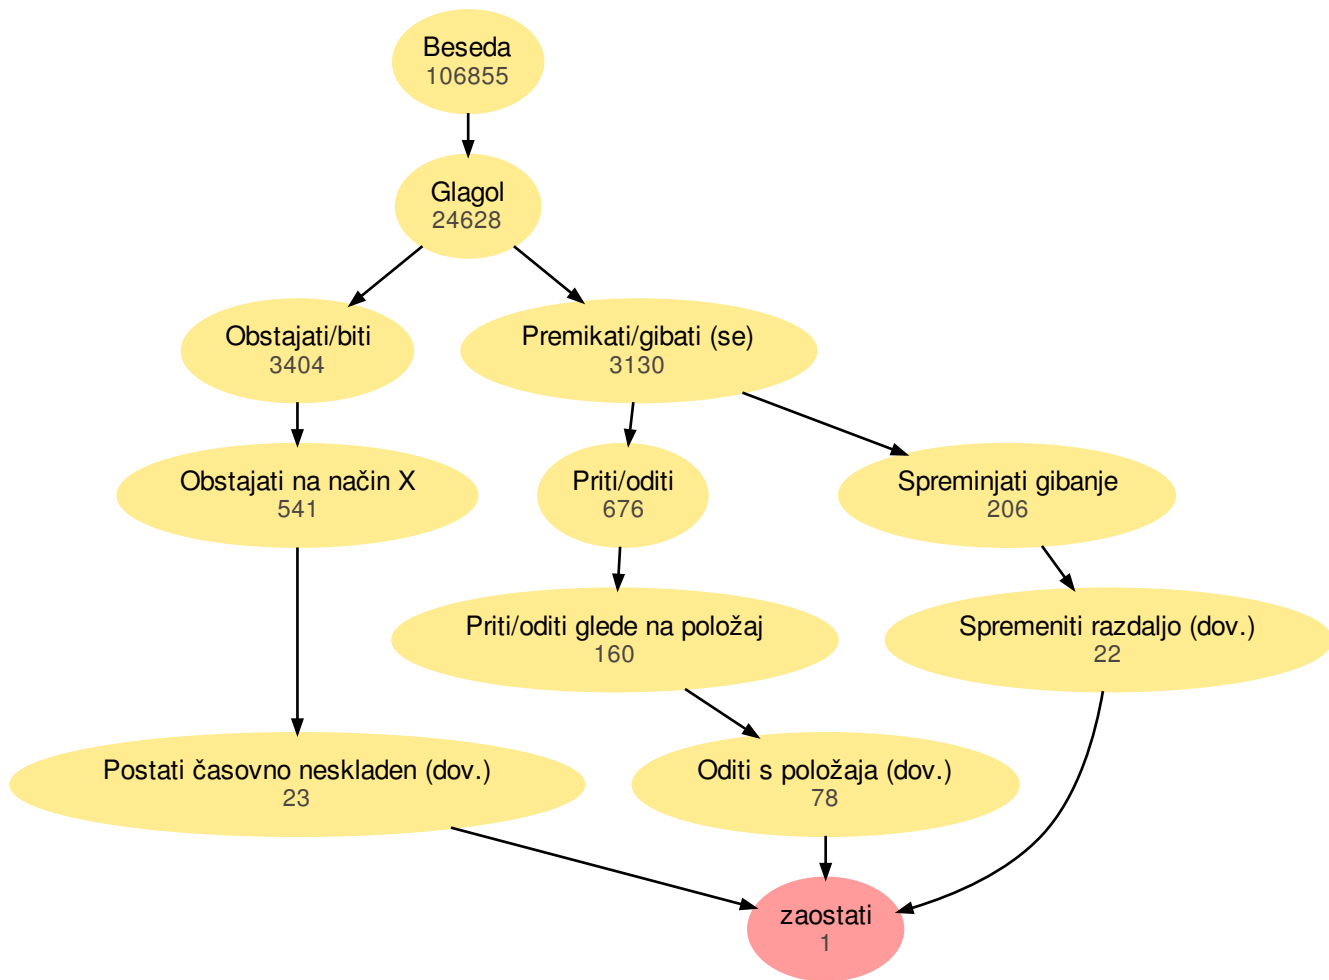 Beseda
106855
Glagol
24628
Obstajati/biti
3404
Premikati/gibati (se)
3130
Obstajati na način X
541
Priti/oditi
676
Spreminjati gibanje
206
Priti/oditi glede na položaj
160
Spremeniti razdaljo (dov.)
22
Postati časovno neskladen (dov.)
23
Oditi s položaja (dov.)
78
zaostati
1